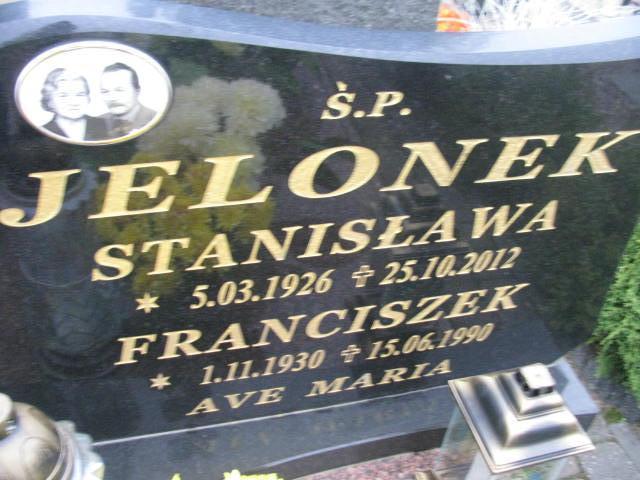 Ś.P.
JELONEK
STANISŁAWA
* 5.03.1926 ✝ 25.10.2012
FRANCISZEK
* 1.11.1930 ✝ 15.06.1990
AVE MARIA